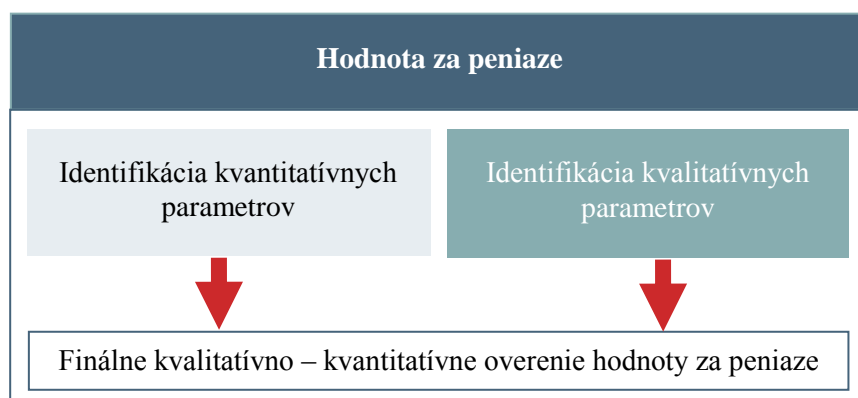 Hodnota za peniaze
Identifikácia kvantitatívnych
parametrov
Identifikácia kvalitatívnych
parametrov
Finálne kvalitatívno – kvantitatívne overenie hodnoty za peniaze